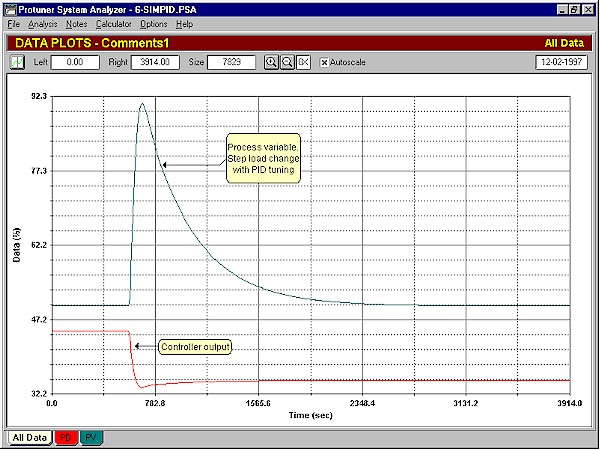 Protuner System Analyzer - 6-SIMPID.PSA
File Analysis Notes Calculator Options Help
DATA PLOTS - Comments1 All Data
Left 0.00 Right 3914.00 Size 7829 Autoscale 12-02-1997
92.3
77.3
62.2
47.2
32.2
Data (%)
Process variable.
Step load change
with PID tuning
Controller output
0.0 782.8 1565.6 2348.4 3131.2 3914.0
Time (sec)
All Data PD PV